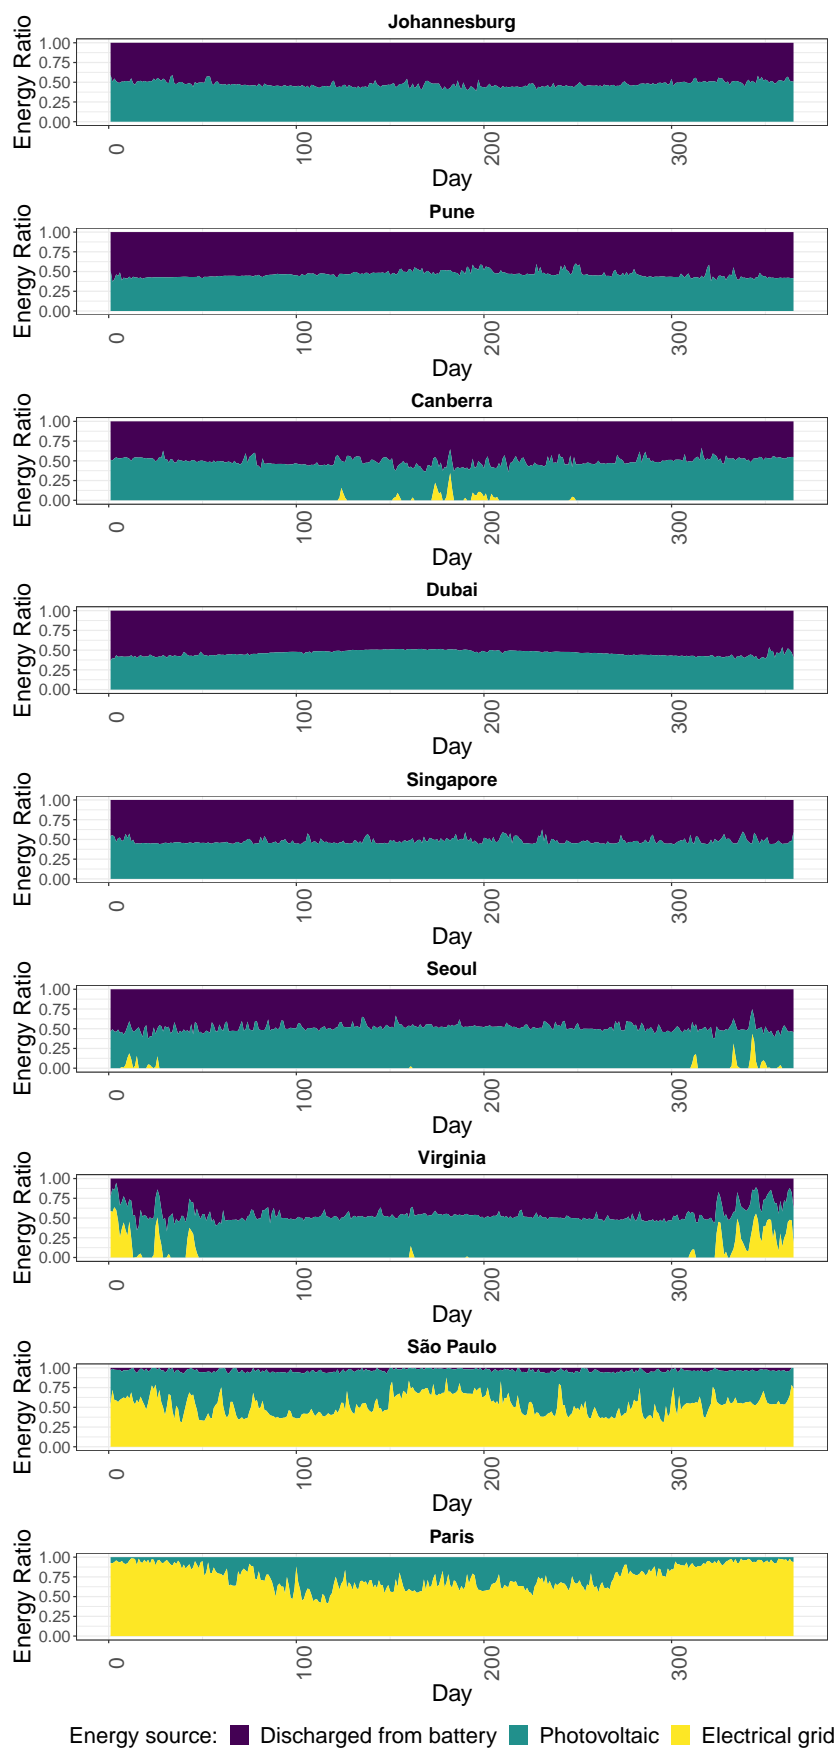 Johannesburg
Energy Ratio
1.00
0.75
0.50
0.25
0.00
0
100
200
300
Day
Pune
Energy Ratio
1.00
0.75
0.50
0.25
0.00
0
100
200
300
Day
Canberra
Energy Ratio
1.00
0.75
0.50
0.25
0.00
0
100
200
300
Day
Dubai
Energy Ratio
1.00
0.75
0.50
0.25
0.00
0
100
200
300
Day
Singapore
Energy Ratio
1.00
0.75
0.50
0.25
0.00
0
100
200
300
Day
Seoul
Energy Ratio
1.00
0.75
0.50
0.25
0.00
0
100
200
300
Day
Virginia
Energy Ratio
1.00
0.75
0.50
0.25
0.00
0
100
200
300
Day
São Paulo
Energy Ratio
1.00
0.75
0.50
0.25
0.00
0
100
200
300
Day
Paris
Energy Ratio
1.00
0.75
0.50
0.25
0.00
0
100
200
300
Day
Energy source: Discharged from battery Photovoltaic Electrical grid